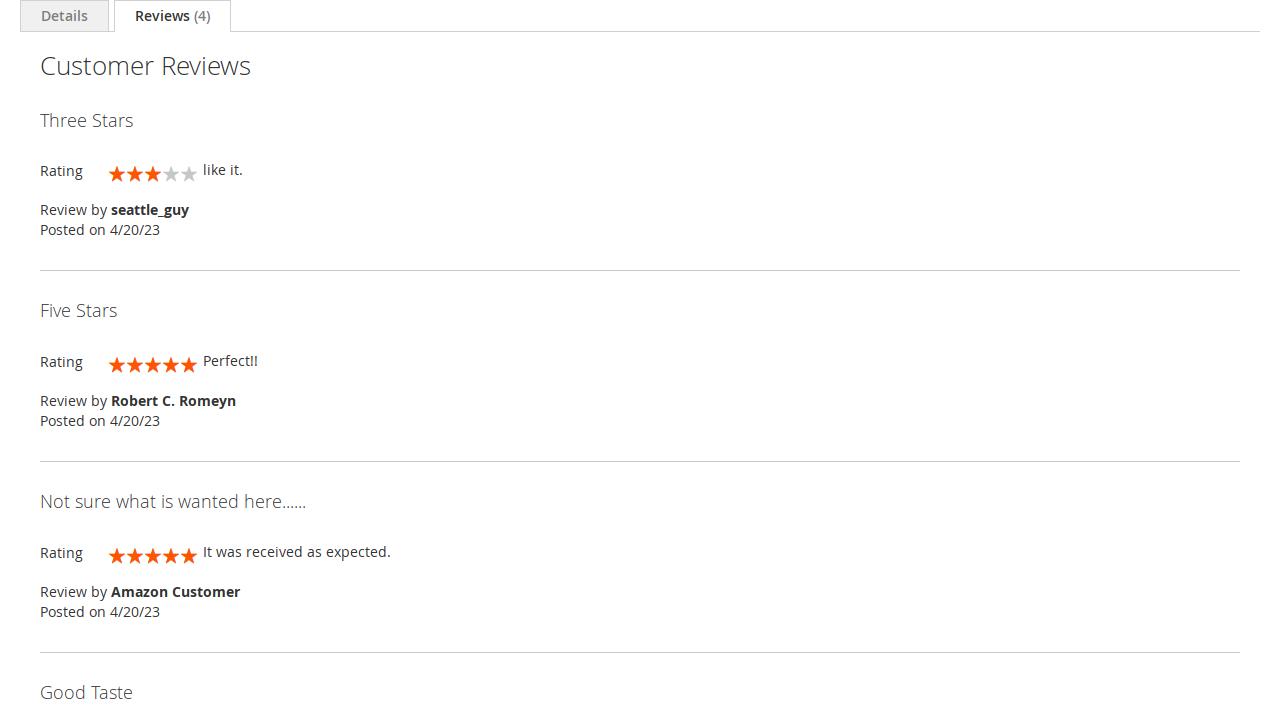 Details
Reviews (4)
Customer Reviews
Three Stars
Rating like it.
Review by seattle_guy
Posted on 4/20/23
Five Stars
Rating Perfect!!
Review by Robert C. Romeyn
Posted on 4/20/23
Not sure what is wanted here......
Rating It was received as expected.
Review by Amazon Customer
Posted on 4/20/23
Good Taste